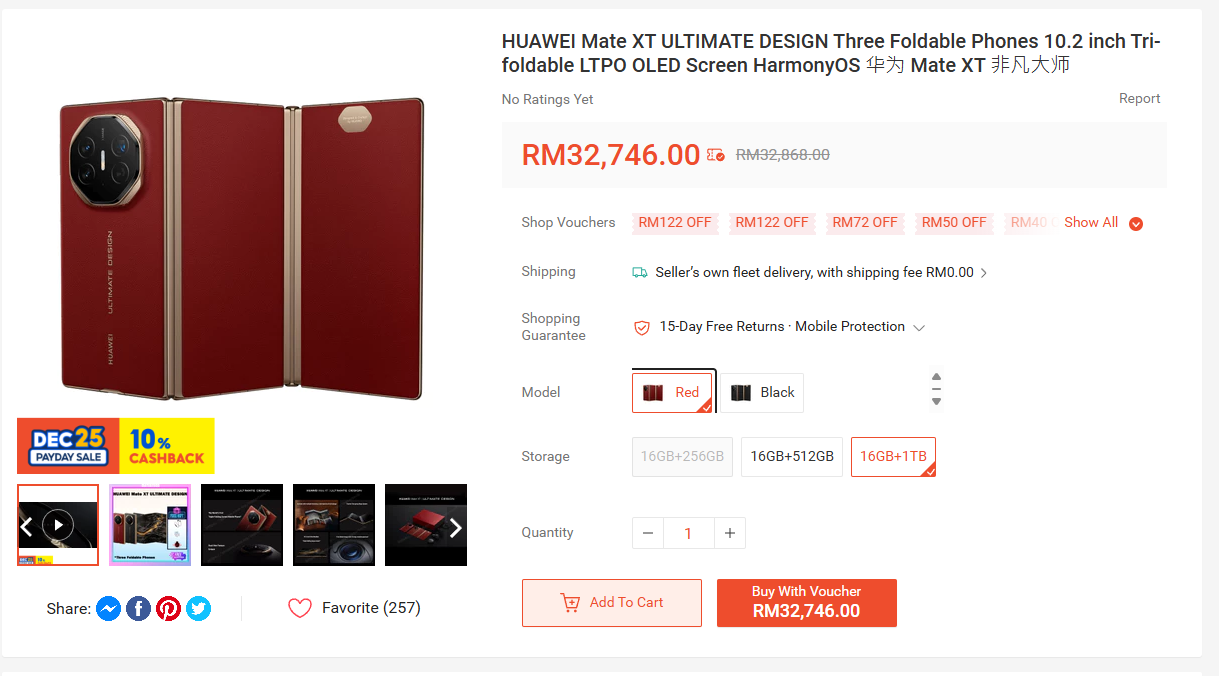 HUAWEI Mate XT ULTIMATE DESIGN Three Foldable Phones 10.2 inch Tri-
foldable LTPO OLED Screen HarmonyOS 华为 Mate XT 非凡大师
No Ratings Yet
Report
RM32,746.00
RM32,868.00
Shop Vouchers
RM122 OFF
RM122 OFF
RM72 OFF
RM50 OFF
RM40
Show All
Shipping
Seller's own fleet delivery, with shipping fee RM0.00
Shopping
Guarantee
15-Day Free Returns · Mobile Protection
Model
Red
Black
Storage
16GB+256GB
16GB+512GB
16GB+1TB
Quantity
1
Add To Cart
Buy With Voucher
RM32,746.00
HUAWEI
ULTIMATE DESIGN
DEC25
PAYDAY SALE
10%
CASHBACK
HUAWEI Mate XT ULTIMATE DESIGN
*Three Foldable Phones
Share:
Favorite (257)